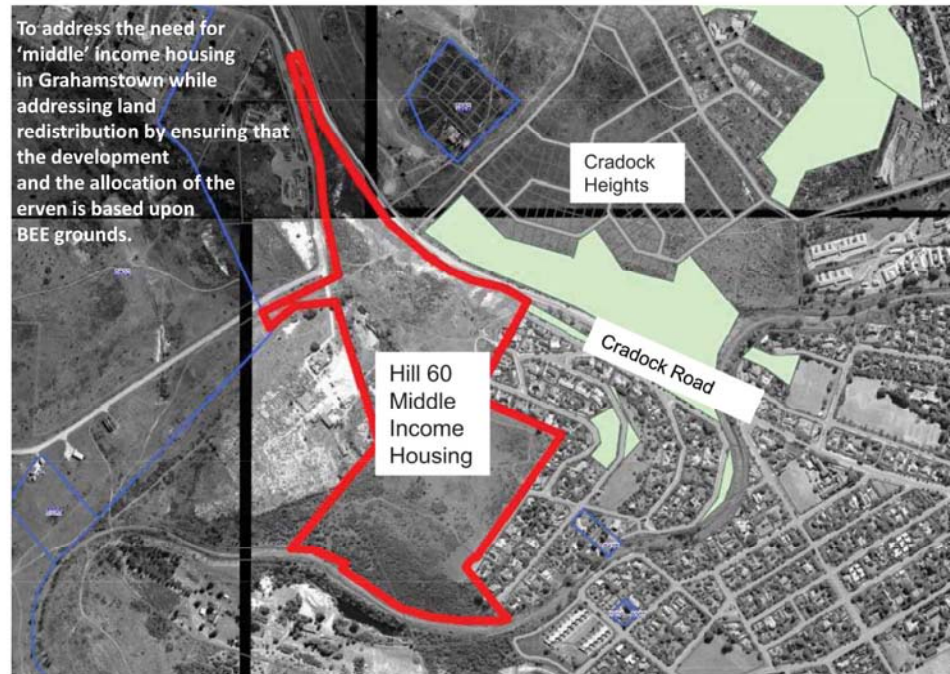 To address the need for
‘middle’ income housing
in Grahamstown while
addressing land
redistribution by ensuring that
the development
and the allocation of the
erven is based upon
BEE grounds.
Cradock
Heights
Cradock Road
Hill 60
Middle
Income
Housing